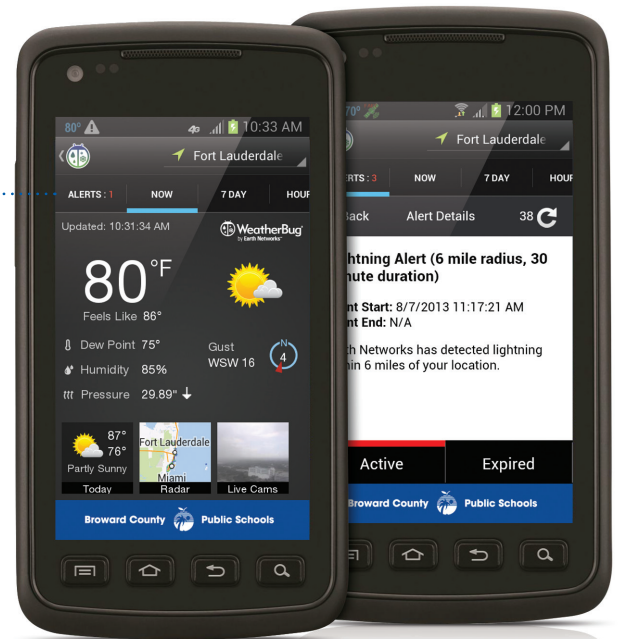 80°
4G
10:33 AM
Fort Lauderdale
ALERTS : 1
NOW
7 DAY
HOUR
Updated: 10:31:34 AM
WeatherBug
by Earth Networks
80°F
Feels Like 86°
Dew Point 75°
Humidity 85%
Pressure 29.89"
Gust
WSW 16
N
4
87°
76°
Partly Sunny
Today
Fort Lauderdale
Miami
Radar
Live Cams
Broward County Public Schools
70°
12:00 PM
Fort Lauderdale
RTS : 3
NOW
7 DAY
HOUR
Back
Alert Details
38
htning Alert (6 mile radius, 30
nute duration)
nt Start: 8/7/2013 11:17:21 AM
nt End: N/A
th Networks has detected lightning
hin 6 miles of your location.
Active
Expired
Broward County Public Schools